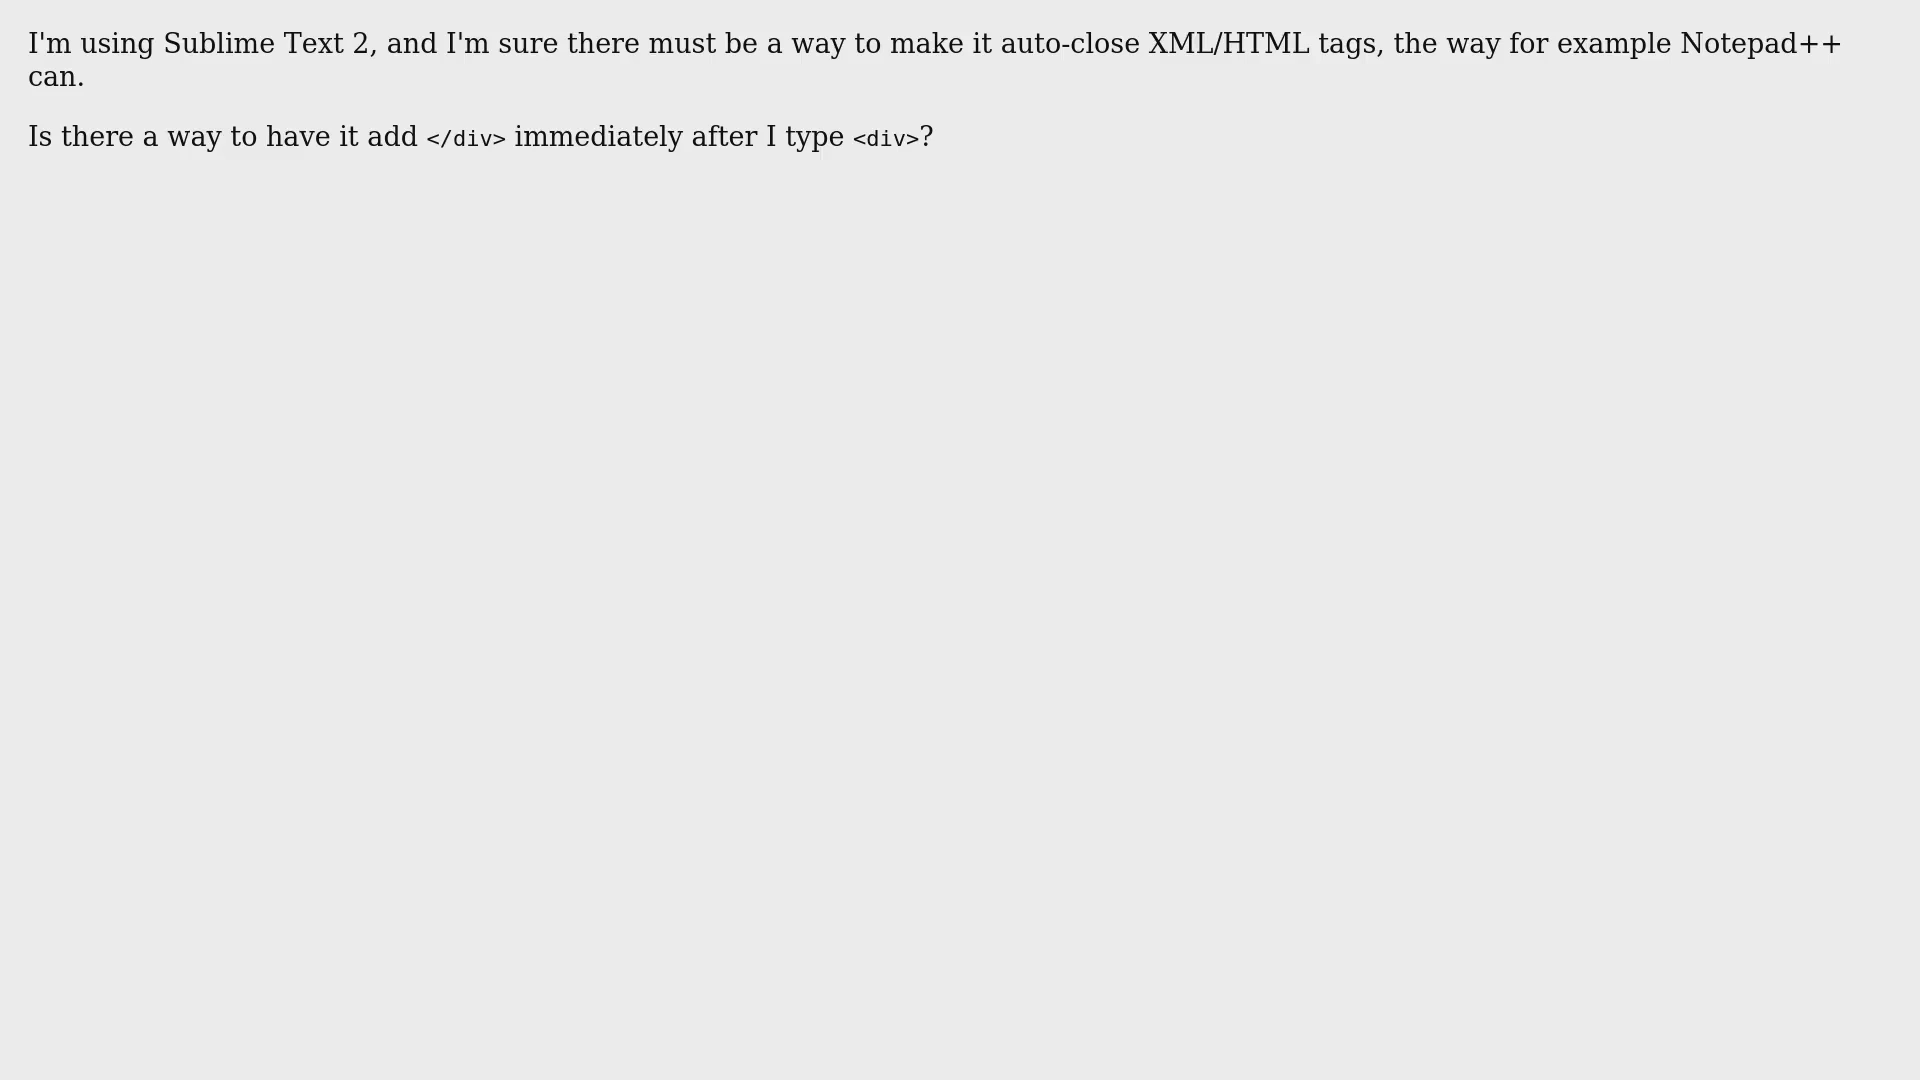 I'm using Sublime Text 2, and I'm sure there must be a way to make it auto-close XML/HTML tags, the way for example Notepad++
can.
Is there a way to have it add </div> immediately after I type <div>?